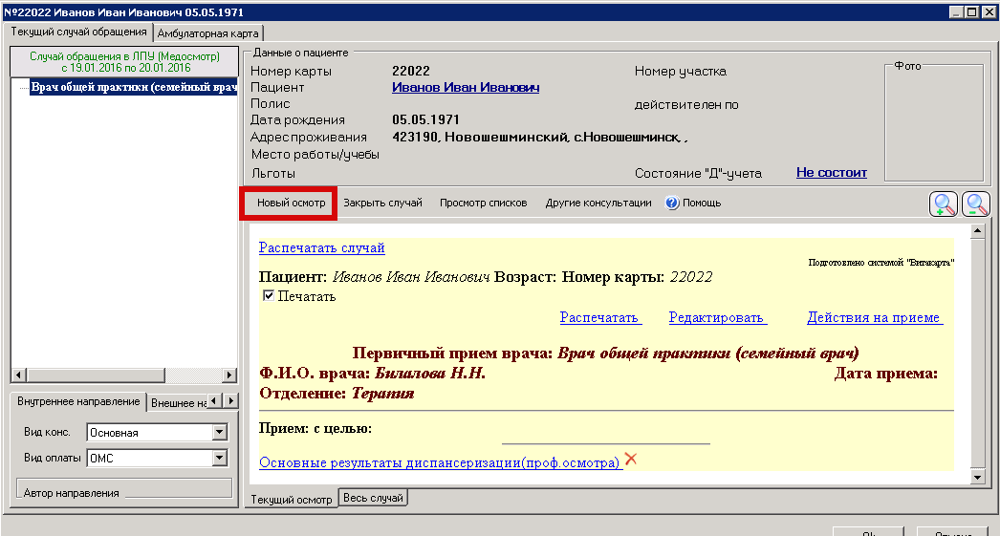 №22022 Иванов Иван Иванович 05.05.1971
Текущий случай обращения
Амбулаторная карта
Случай обращения в ЛПУ (Медосмотр)
с 19.01.2016 по 20.01.2016
Врач общей практики (семейный врач
Данные о пациенте
Номер карты 22022 Номер участка
Пациент Иванов Иван Иванович
Полис действителен по
Дата рождения 05.05.1971
Адрес проживания 423190, Новошешминский, с.Новошешминск, ,
Место работы/учебы
Льготы Состояние "Д"-учета Не состоит
Фото
Новый осмотр Закрыть случай Просмотр списков Другие консультации Помощь
Распечатать случай
Подготовлено системой "Витакарта"
Пациент: Иванов Иван Иванович Возраст: Номер карты: 22022
Печатать
Распечатать Редактировать Действия на приеме
Первичный прием врача: Врач общей практики (семейный врач)
Ф.И.О. врача: Билалова Н.Н. Дата приема:
Отделение: Терапия
Прием: с целью:
Основные результаты диспансеризации(проф.осмотра)
Текущий осмотр Весь случай
Внутреннее направление Внешнее на
Вид конс. Основная
Вид оплаты ОМС
Автор направления
Ok Отмена